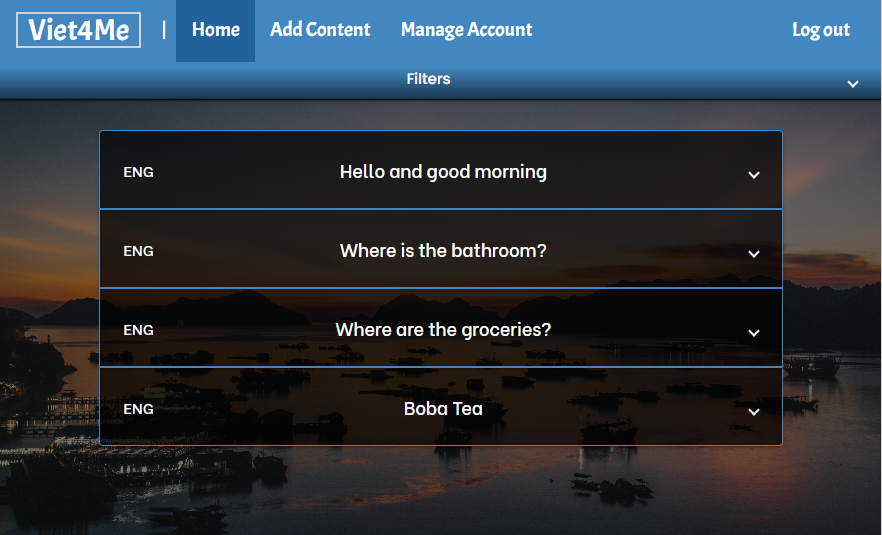 Viet4Me | Home Add Content Manage Account Log out
Filters
ENG Hello and good morning
ENG Where is the bathroom?
ENG Where are the groceries?
ENG Boba Tea